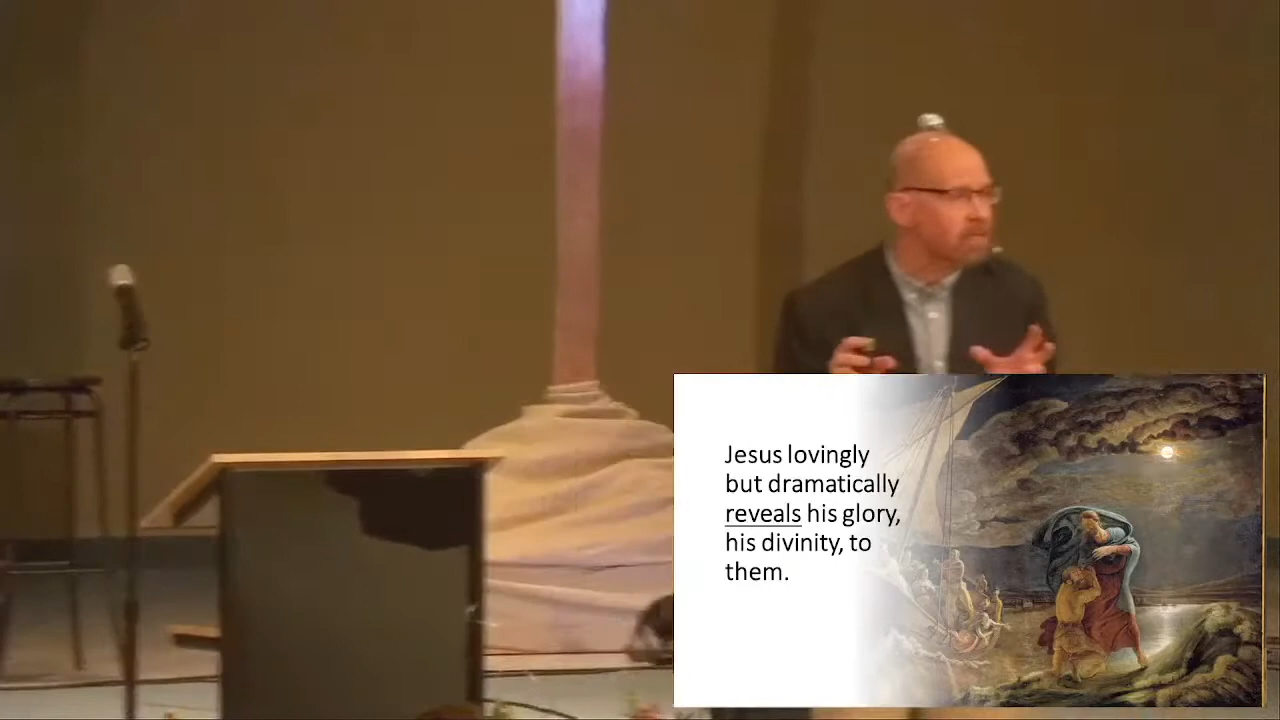 Jesus lovingly
but dramatically
reveals his glory,
his divinity, to
them.